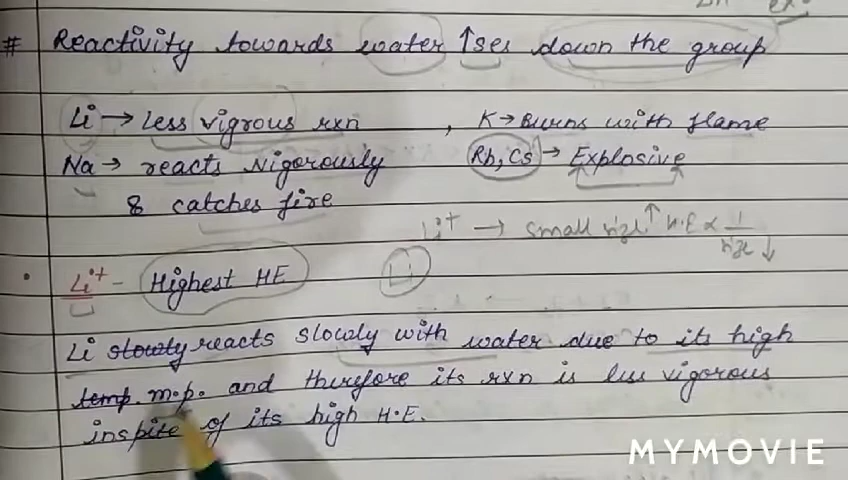 # Reactivity towards water ↑ses down the group
Li → less vigrous rxn , K → Burns with flame
Na → reacts Vigorously Rb, Cs → Explosive
& catches fire
Li+ → small size ↑ H.E ∝ 1/size ↓
• Li+ - Highest HE Li
Li slowly reacts slowly with water due to its high
temp. m.p. and therefore its rxn is less vigorous
inspite of its high H.E.
MYMOVIE